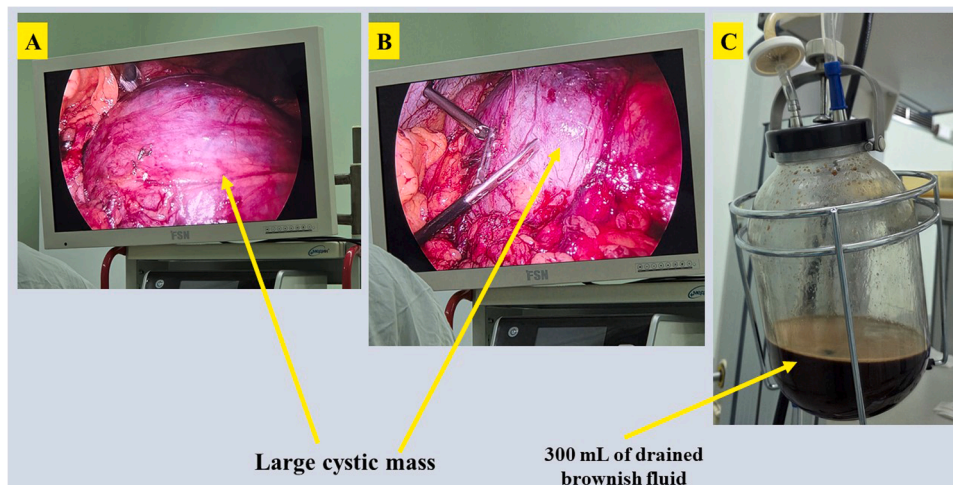 A
B
C
FSN
FSN
Large cystic mass
300 mL of drained
brownish fluid